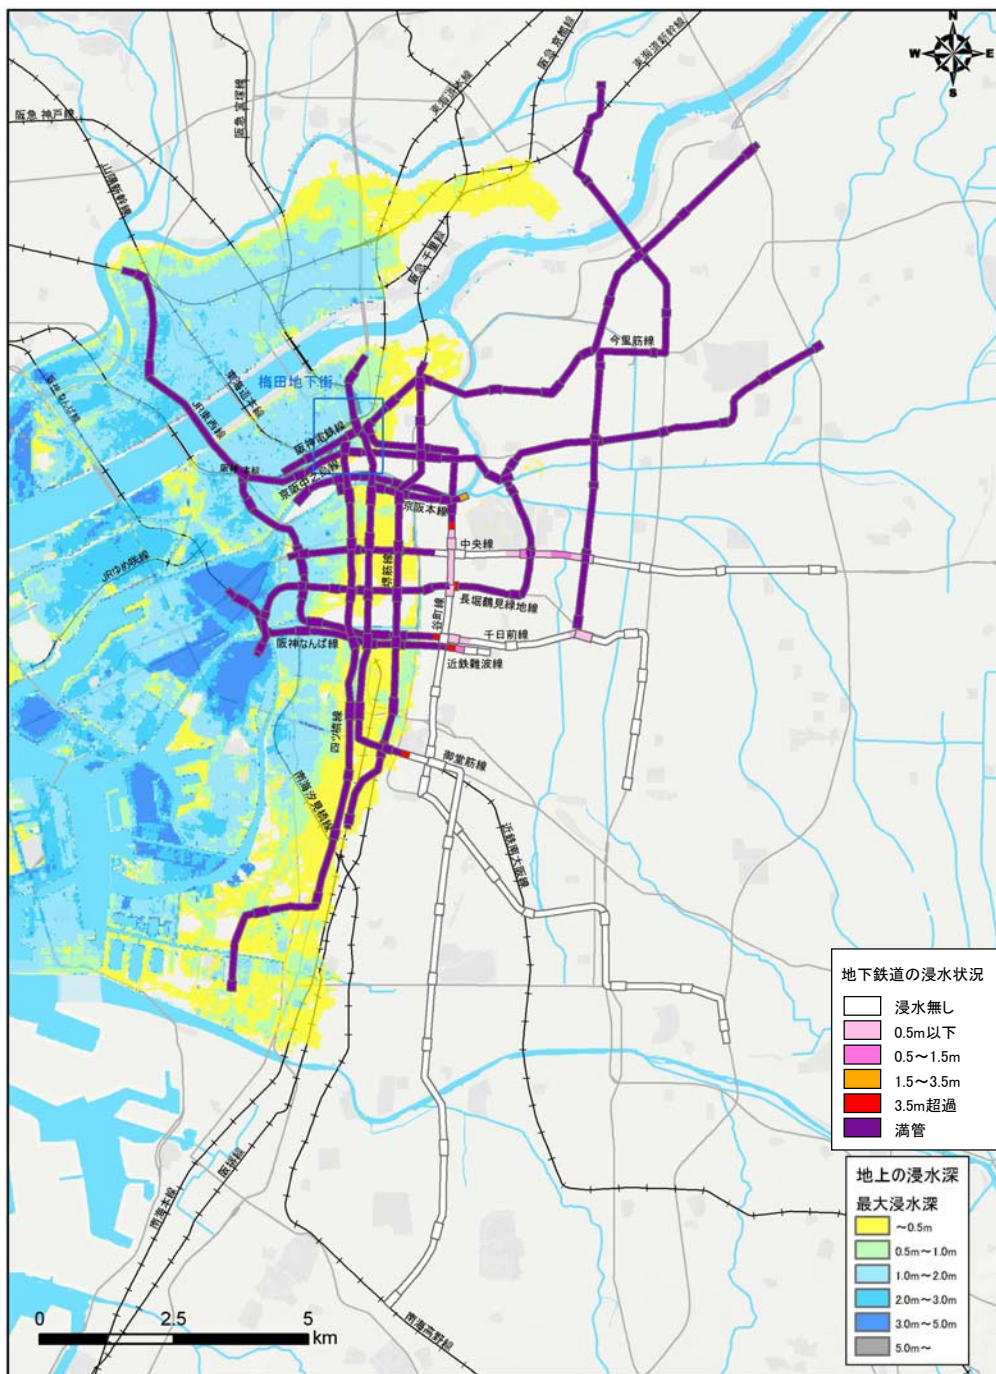 N
W
E
S
阪急 京都線
東海道新幹線
東海道本線
阪急 宝塚線
阪急 神戸線
山陽新幹線
阪急 千里線
今里筋線
梅田地下街
東海道本線
JR東西線
阪神電鉄線
阪神 本線
京阪中之島線
京阪本線
中央線
JRゆめ咲線
堺筋線
長堀鶴見緑地線
谷町線
千日前線
阪神なんば線
近鉄難波線
四ツ橋線
御堂筋線
南海汐見橋線
近鉄南大阪線
地下鉄道の浸水状況
浸水無し
0.5m以下
0.5～1.5m
1.5～3.5m
3.5m超過
満管
阪堺線
南海本線
地上の浸水深
最大浸水深
～0.5m
0.5m～1.0m
1.0m～2.0m
2.0m～3.0m
3.0m～5.0m
5.0m～
0
2.5
5
km
南海高野線